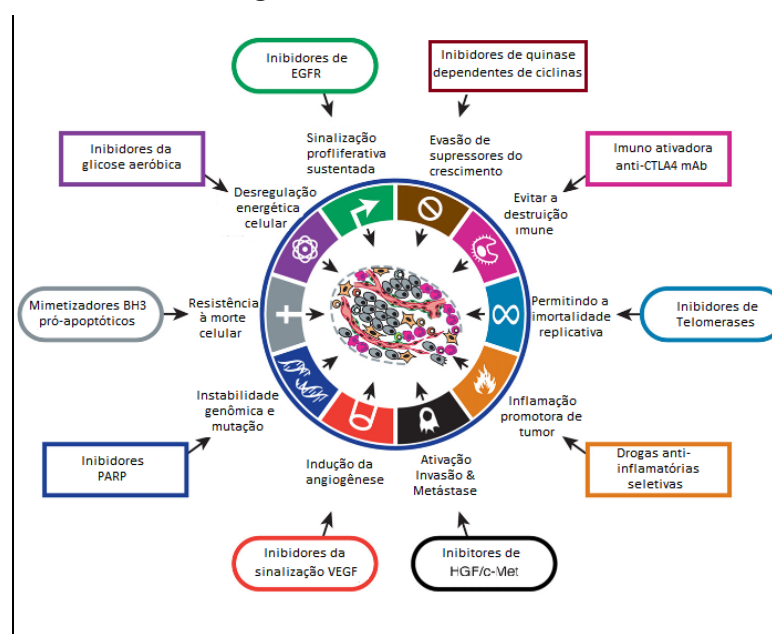 Inibidores de
EGFR
Inibidores de quinase
dependentes de ciclinas
Inibidores da
glicose aeróbica
Sinalização
profliferativa
sustentada
Evasão de
supressores do
crescimento
Imuno ativadora
anti-CTLA4 mAb
Desregulação
energética
celular
Evitar a
destruição
imune
Mimetizadores BH3
pró-apoptóticos
Resistência
à morte
celular
Permitindo a
imortalidade
replicativa
Inibidores de
Telomerases
Instabilidade
genômica e
mutação
Inflamação
promotora de
tumor
Inibidores
PARP
Indução da
angiogênese
Ativação
Invasão &
Metástase
Drogas anti-
inflamatórias
seletivas
Inibidores da
sinalização VEGF
Inibitores de
HGF/c-Met